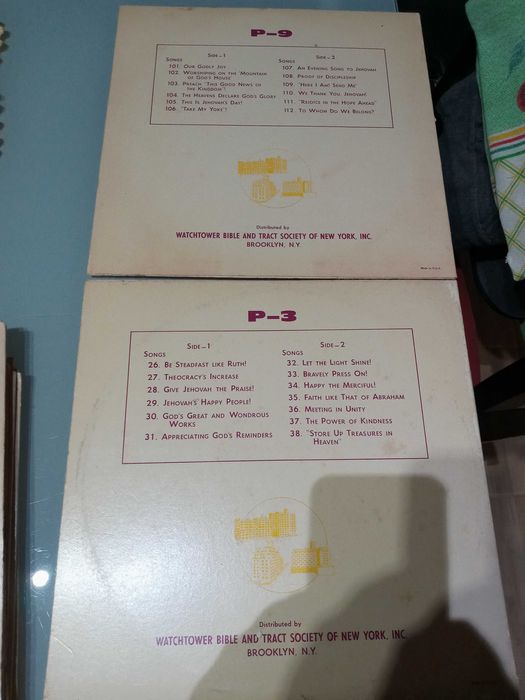 P-9
Side-1
Songs
101. Our Godly Joy
102. Worshiping on the 'Mountain
of God's House'
103. Preach "This Good News of
the Kingdom"!
104. The Heavens Declare God's Glory
105. This Is Jehovah's Day!
106. "Take My Yoke"!
Side-2
Songs
107. An Evening Song to Jehovah
108. Proof of Discipleship
109. "Here I Am! Send Me"
110. We Thank You, Jehovah!
111. "Rejoice in the Hope Ahead"
112. To Whom Do We Belong?
Distributed by
WATCHTOWER BIBLE AND TRACT SOCIETY OF NEW YORK, INC.
BROOKLYN, N.Y.
Made in U.S.A.
P-3
Side-1
Songs
26. Be Steadfast like Ruth!
27. Theocracy's Increase
28. Give Jehovah the Praise!
29. Jehovah's Happy People!
30. God's Great and Wondrous
Works
31. Appreciating God's Reminders
Side-2
Songs
32. Let the Light Shine!
33. Bravely Press On!
34. Happy the Merciful!
35. Faith like That of Abraham
36. Meeting in Unity
37. The Power of Kindness
38. "Store Up Treasures in
Heaven"
Distributed by
WATCHTOWER BIBLE AND TRACT SOCIETY OF NEW YORK, INC.
BROOKLYN, N.Y.